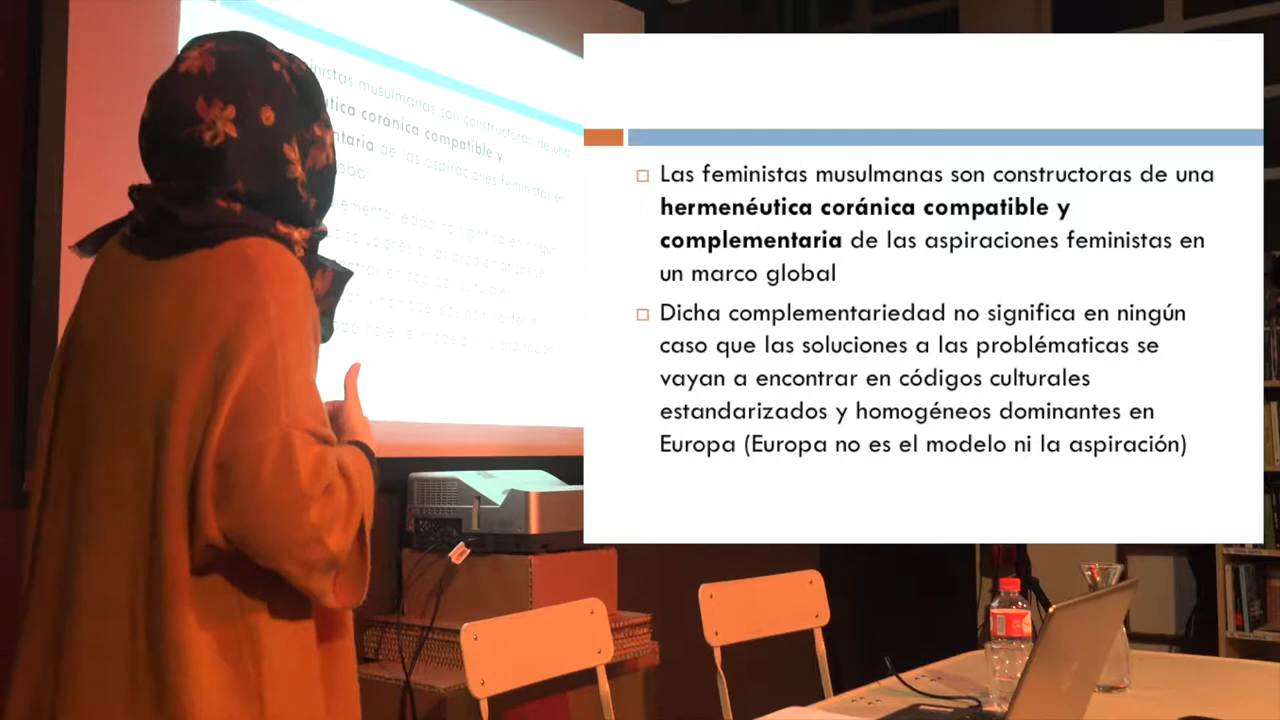 Las feministas musulmanas son constructoras de una
hermenéutica coránica compatible y
complementaria de las aspiraciones feministas en
un marco global
Dicha complementariedad no significa en ningún
caso que las soluciones a las problématicas se
vayan a encontrar en códigos culturales
estandarizados y homogéneos dominantes en
Europa (Europa no es el modelo ni la aspiración)